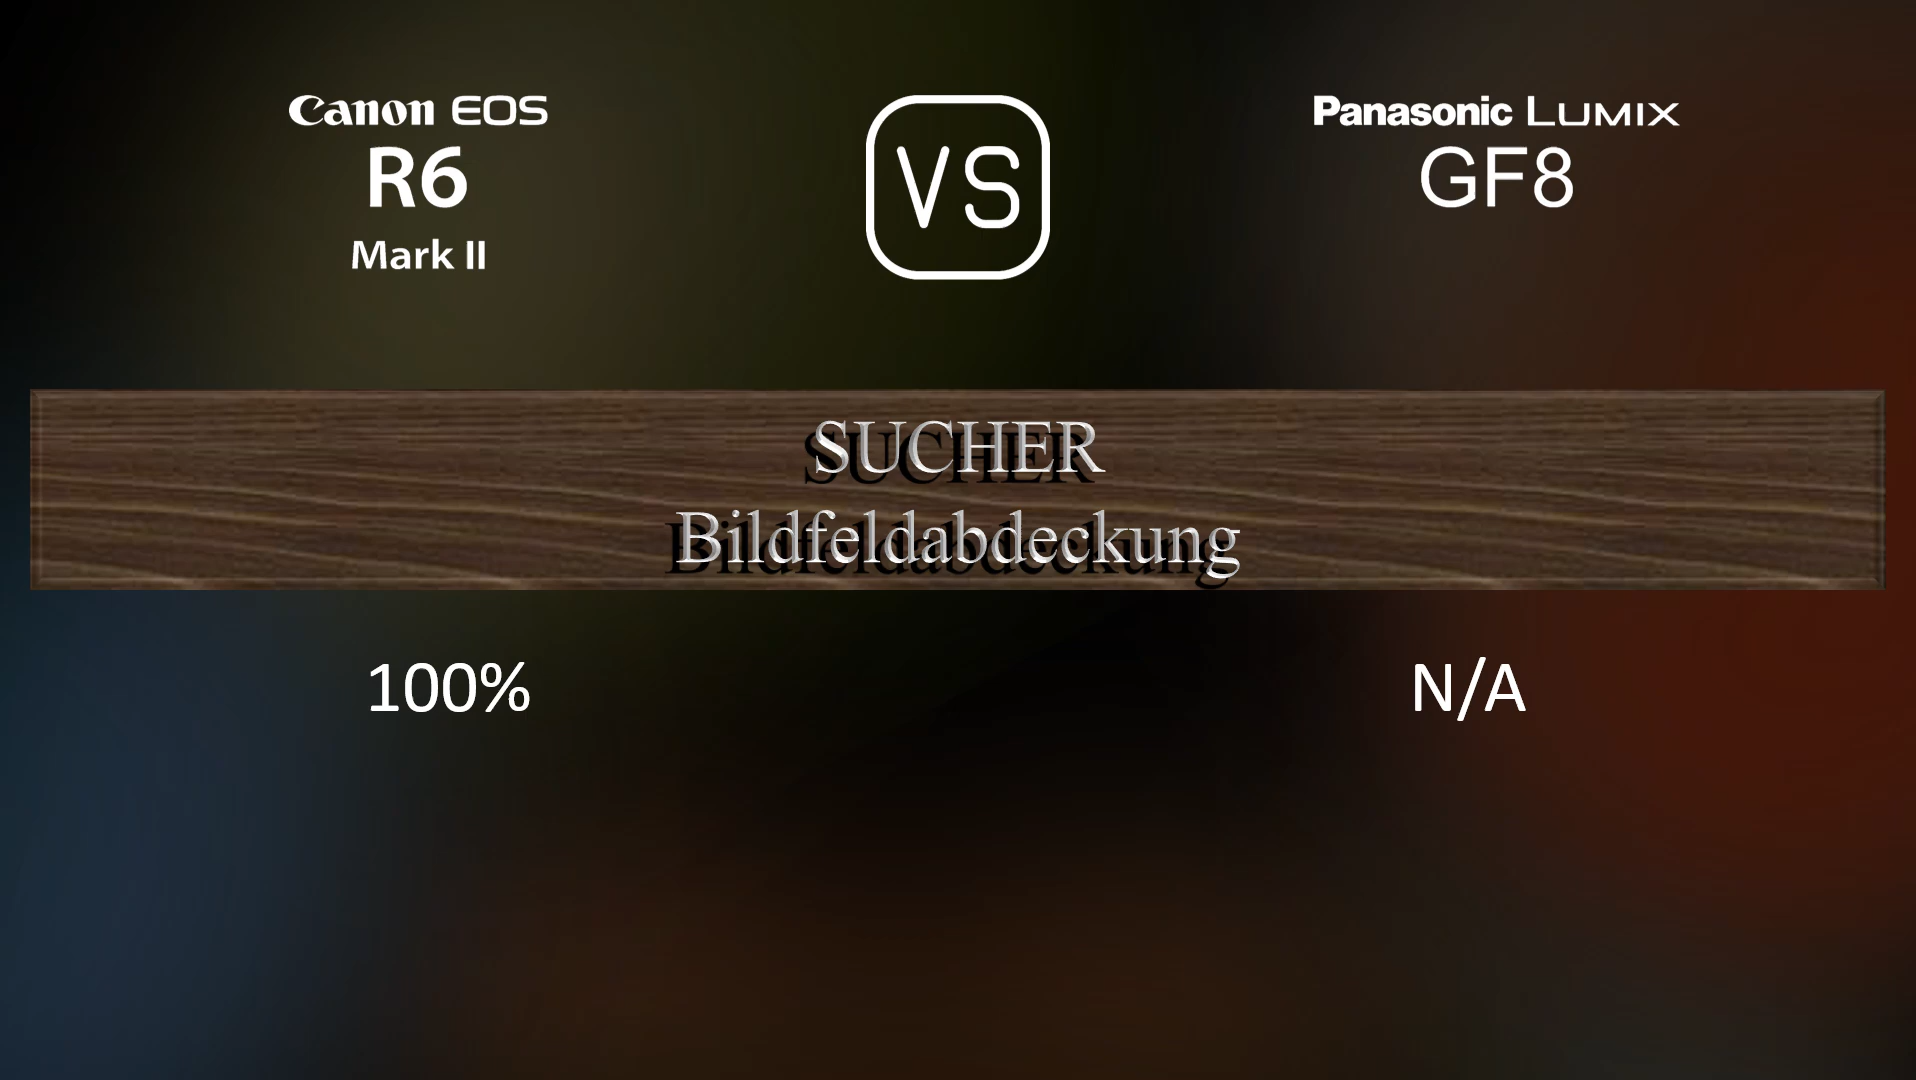 Canon EOS
R6
Mark II
VS
Panasonic LUMIX
GF8
SUCHER
Bildfeldabdeckung
100%
N/A